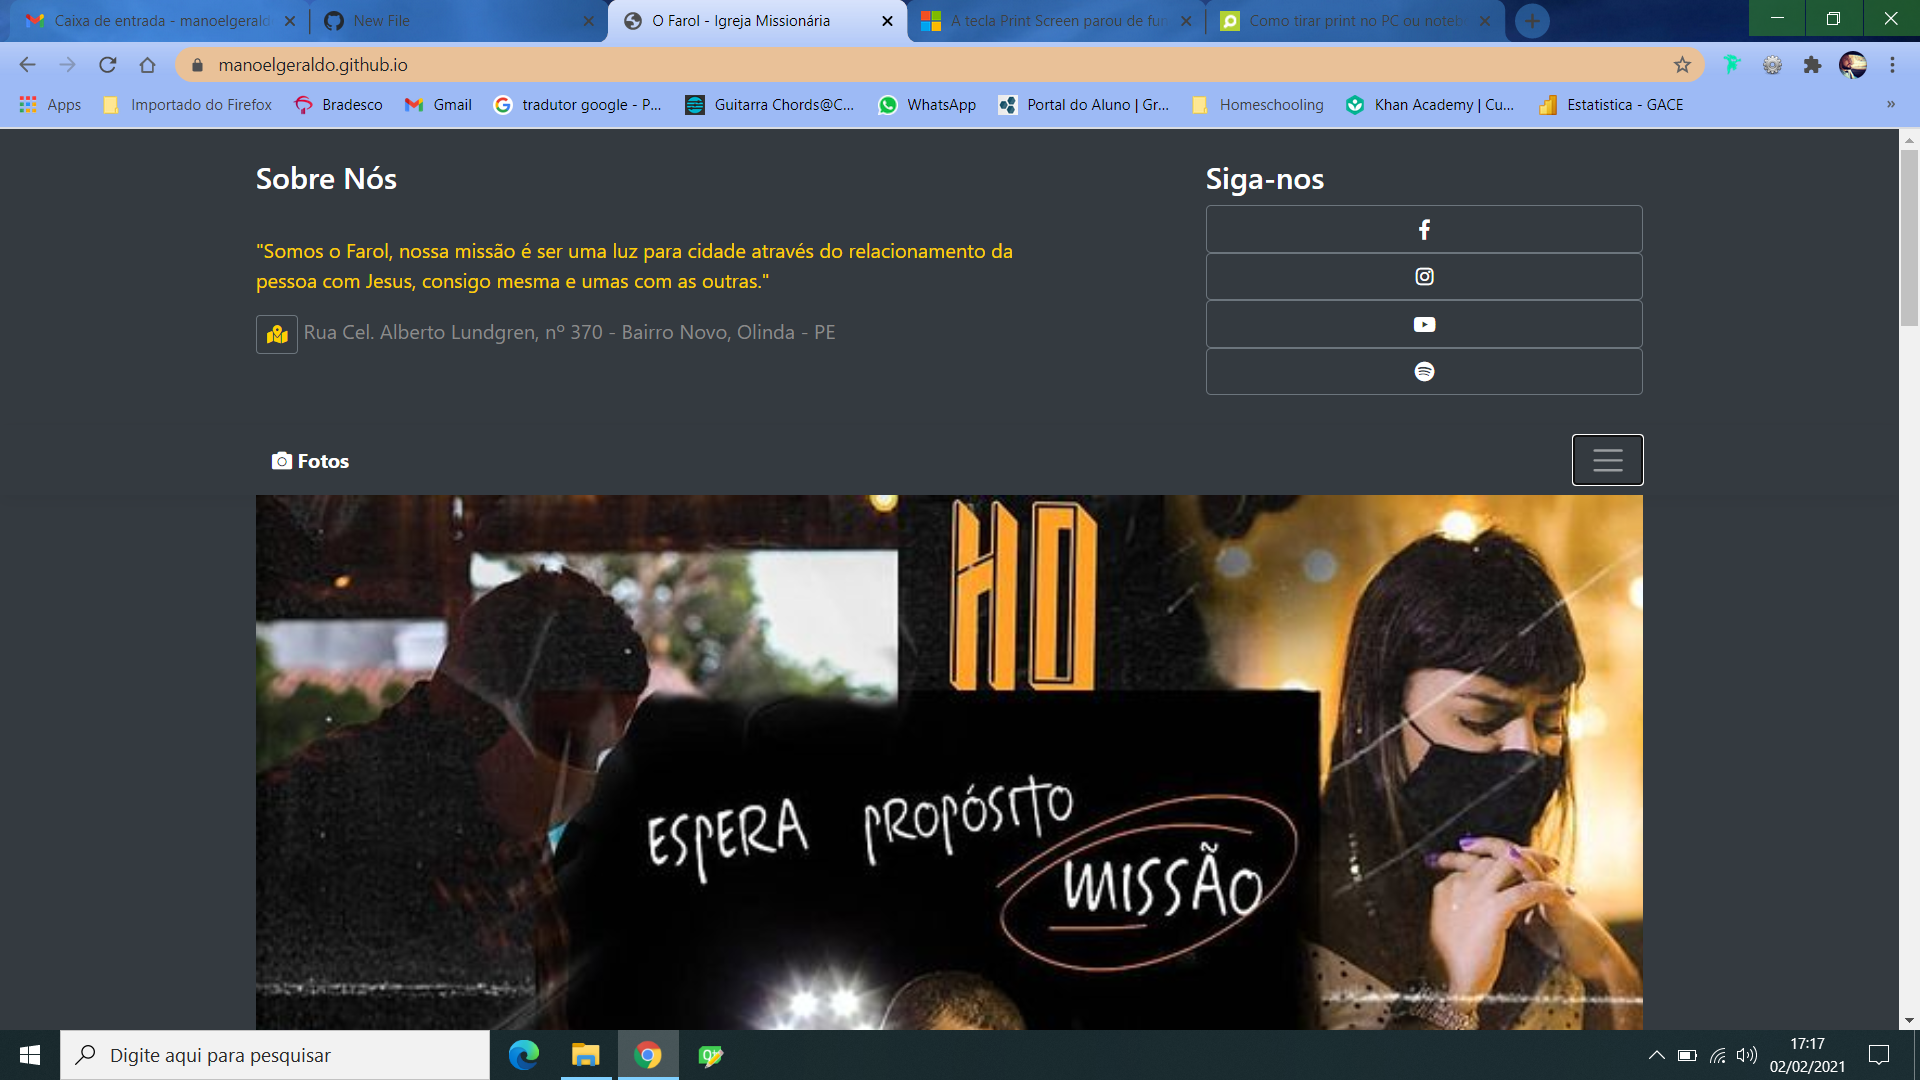 Caixa de entrada - manoelgerald
New File
O Farol - Igreja Missionária
A tecla Print Screen parou de fun
Como tirar print no PC ou noteb
manoelgeraldo.github.io
Apps
Importado do Firefox
Bradesco
Gmail
tradutor google - P...
Guitarra Chords@C...
WhatsApp
Portal do Aluno | Gr...
Homeschooling
Khan Academy | Cu...
Estatistica - GACE
»
Sobre Nós
"Somos o Farol, nossa missão é ser uma luz para cidade através do relacionamento da
pessoa com Jesus, consigo mesma e umas com as outras."
Rua Cel. Alberto Lundgren, nº 370 - Bairro Novo, Olinda - PE
Siga-nos
Fotos
HO
ESPERA PROPÓSITO
MISSÃO
Digite aqui para pesquisar
17:17
02/02/2021